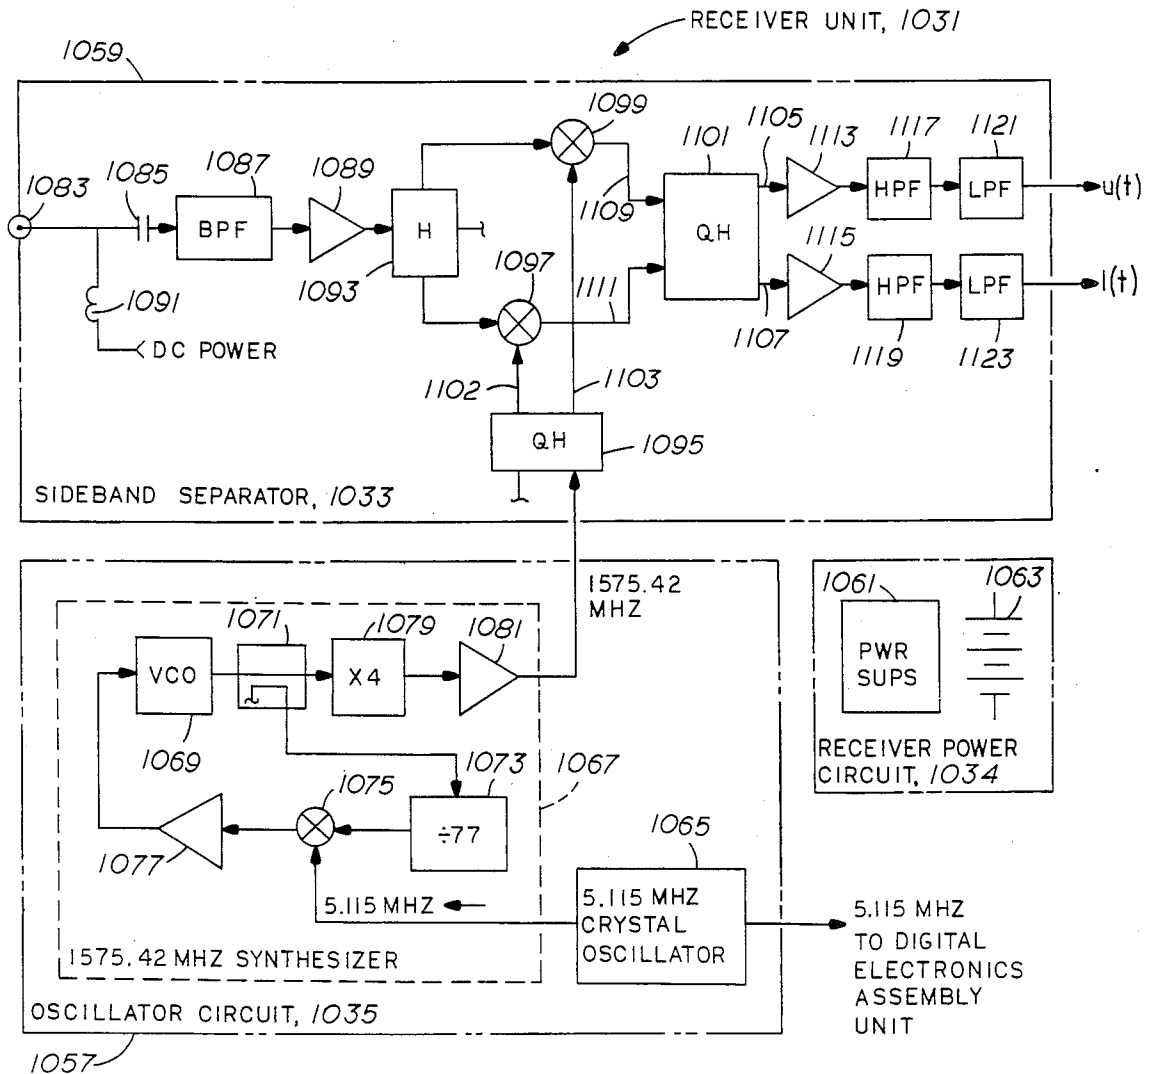 RECEIVER UNIT, 1031
1059
1083
1085
1087
BPF
1089
H
1093
1091
DC POWER
1099
1097
1109
1111
1101
QH
1105
1107
1113
1115
1117
HPF
1121
LPF
u(t)
HPF
1119
LPF
1123
l(t)
1102
1103
QH
1095
SIDEBAND SEPARATOR, 1033
1575.42
MHZ
1071
1079
1081
VCO
X4
1069
1073
1067
1075
÷77
1077
1065
5.115 MHZ
5.115 MHZ
CRYSTAL
OSCILLATOR
1575.42 MHZ SYNTHESIZER
OSCILLATOR CIRCUIT, 1035
1057
1061
1063
PWR
SUPS
RECEIVER POWER
CIRCUIT, 1034
5.115 MHZ
TO DIGITAL
ELECTRONICS
ASSEMBLY
UNIT